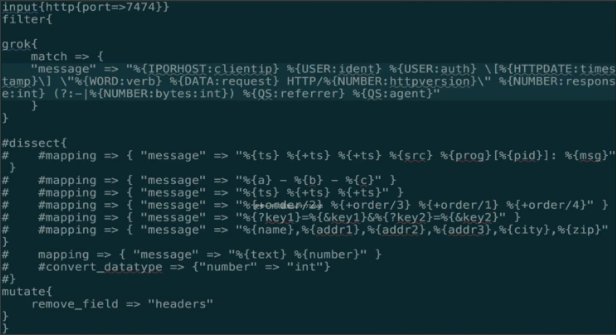 input{http{port=>7474}}
filter{
grok{
match => {
"message" => "%{IPORHOST:clientip} %{USER:ident} %{USER:auth} \[%{HTTPDATE:times
tamp}\] \"%{WORD:verb} %{DATA:request} HTTP/%{NUMBER:httpversion}\" %{NUMBER:respons
e:int} (?:-|%{NUMBER:bytes:int}) %{QS:referrer} %{QS:agent}"
}
}
#dissect{
# #mapping => { "message" => "%{ts} %{+ts} %{+ts} %{src} %{prog}[%{pid}]: %{msg}"
}
# #mapping => { "message" => "%{a} - %{b} - %{c}" }
# #mapping => { "message" => "%{ts} %{+ts} %{+ts}" }
# #mapping => { "message" => "%{+order/2} %{+order/3} %{+order/1} %{+order/4}" }
# #mapping => { "message" => "%{?key1}=%{&key1}&%{?key2}=%{&key2}" }
# #mapping => { "message" => "%{name},%{addr1},%{addr2},%{addr3},%{city},%{zip}"
}
# mapping => { "message" => "%{text} %{number}" }
# #convert_datatype => {"number" => "int"}
#}
mutate{
remove_field => "headers"
}
}